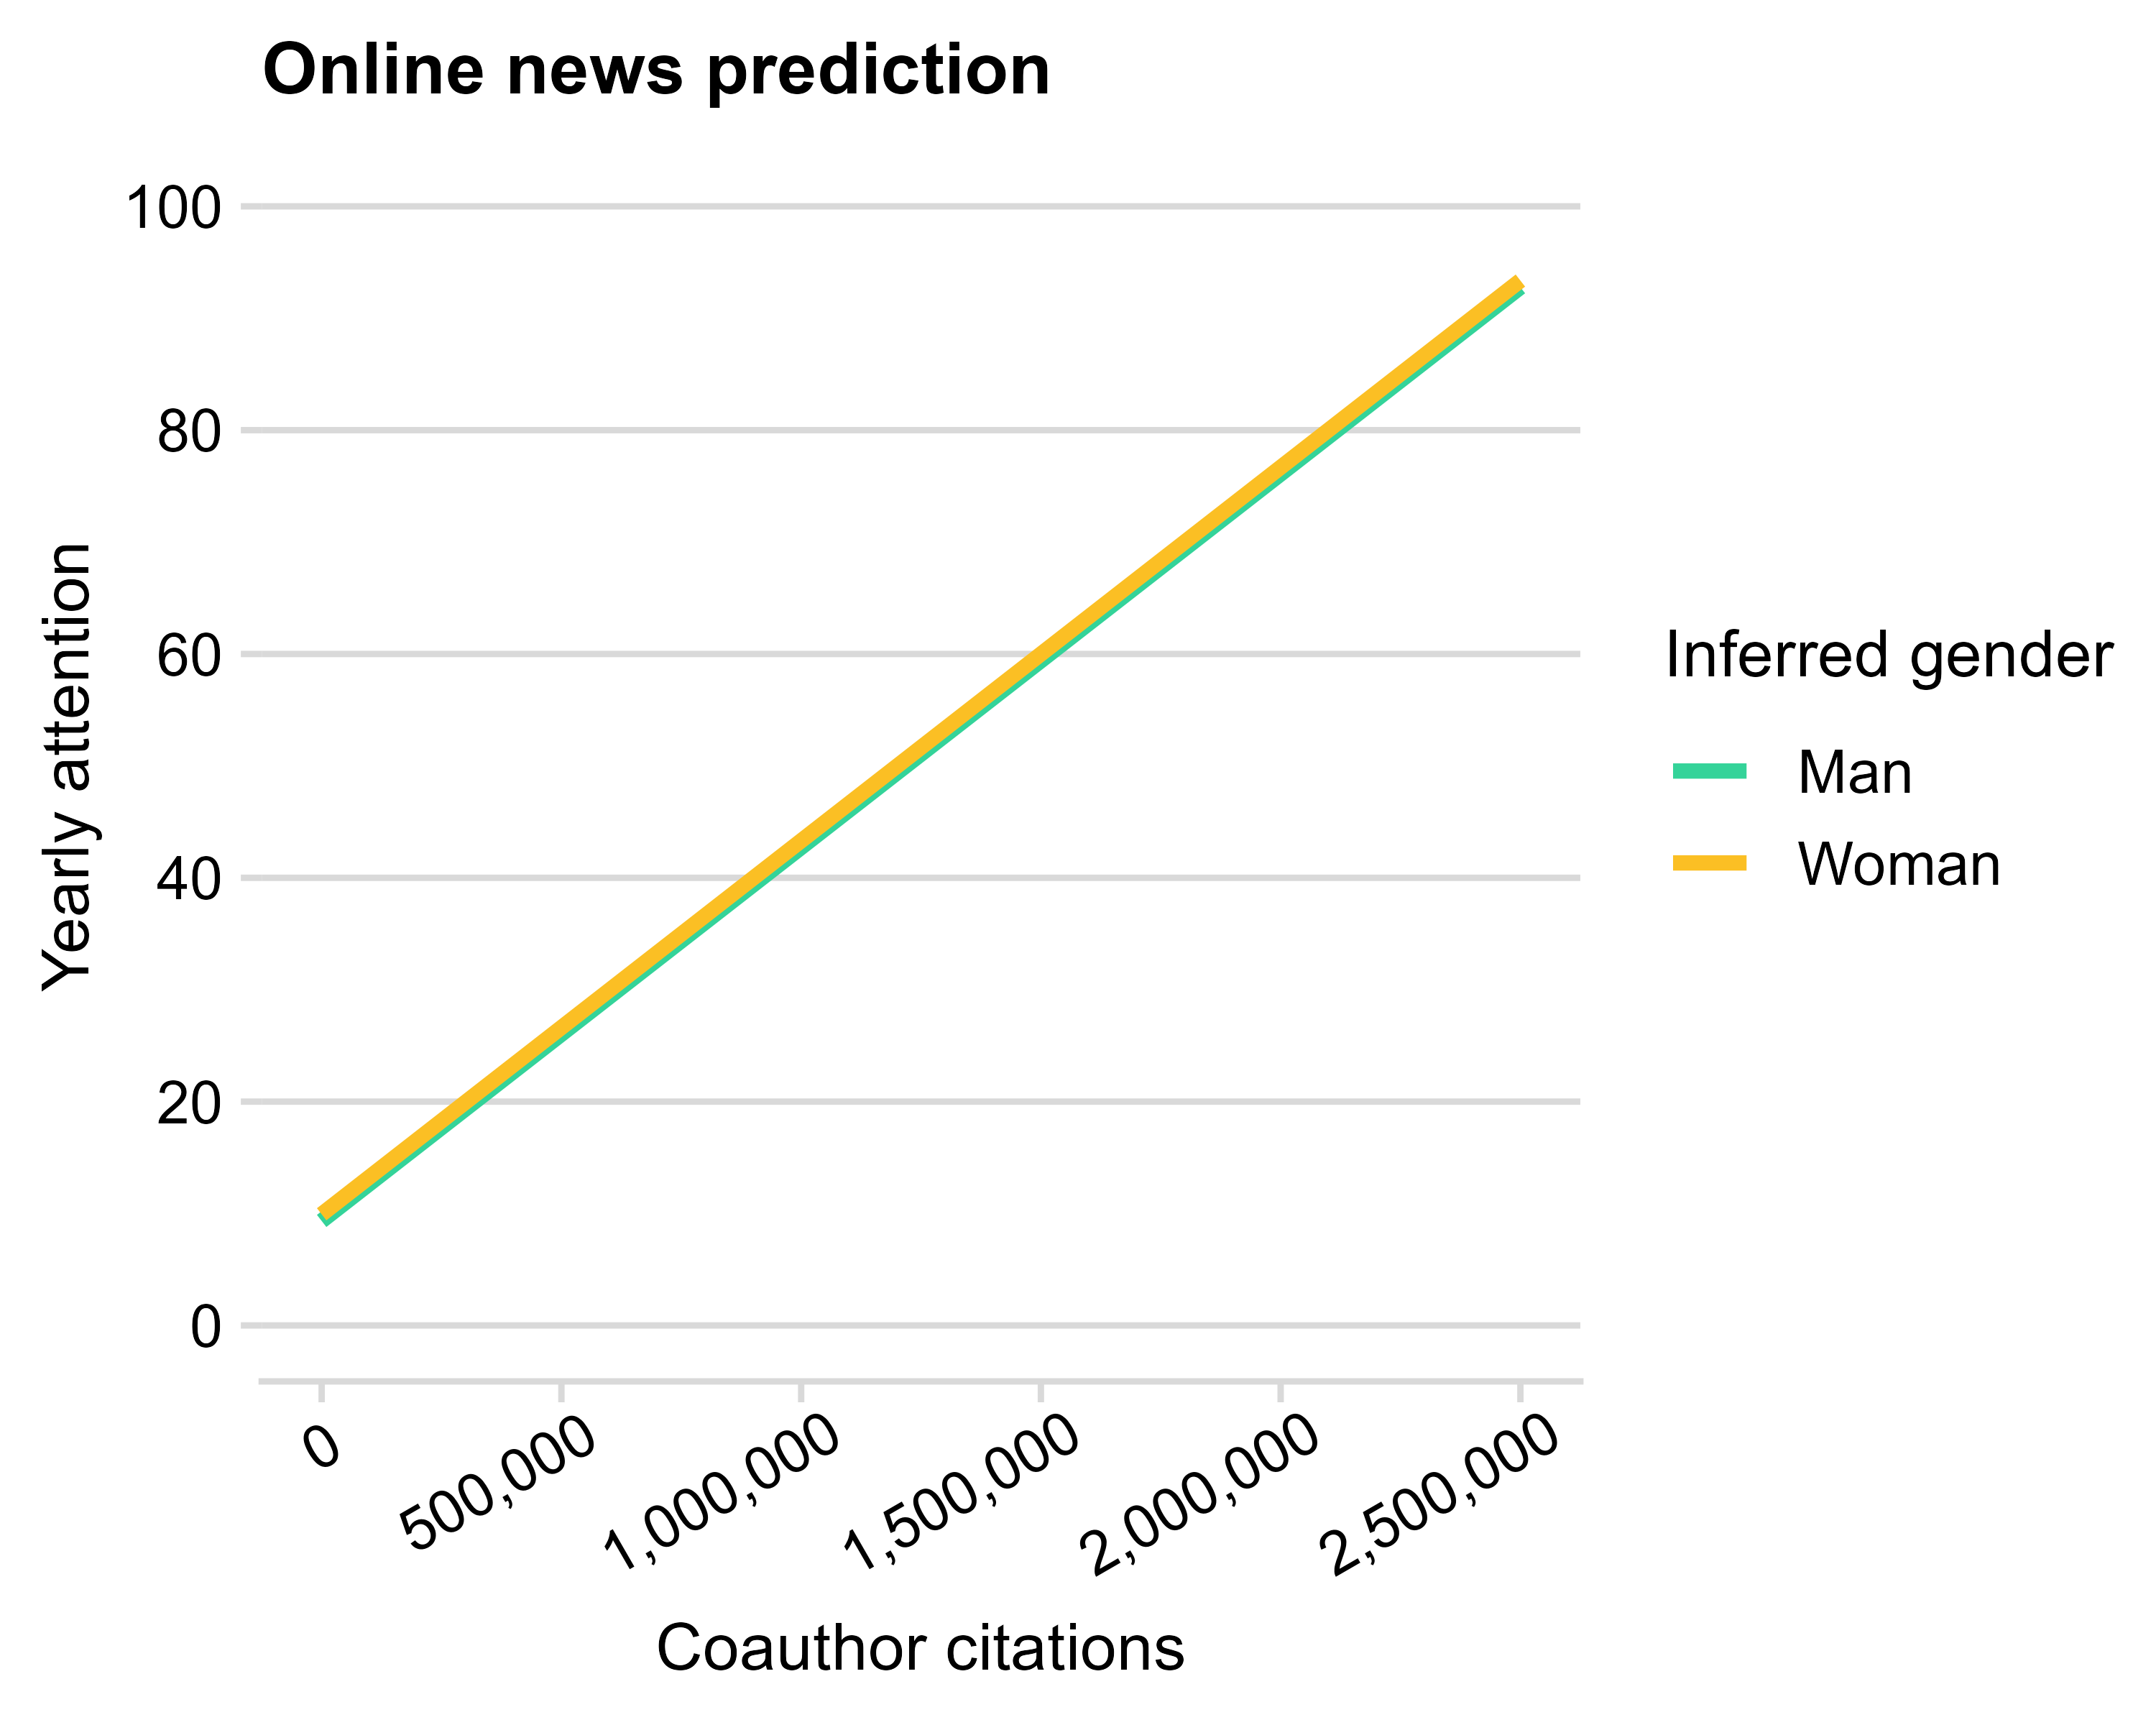 Online news prediction
100
80
60
40
20
0
Yearly attention
0
500,000
1,000,000
1,500,000
2,000,000
2,500,000
Coauthor citations
Inferred gender
Man
Woman